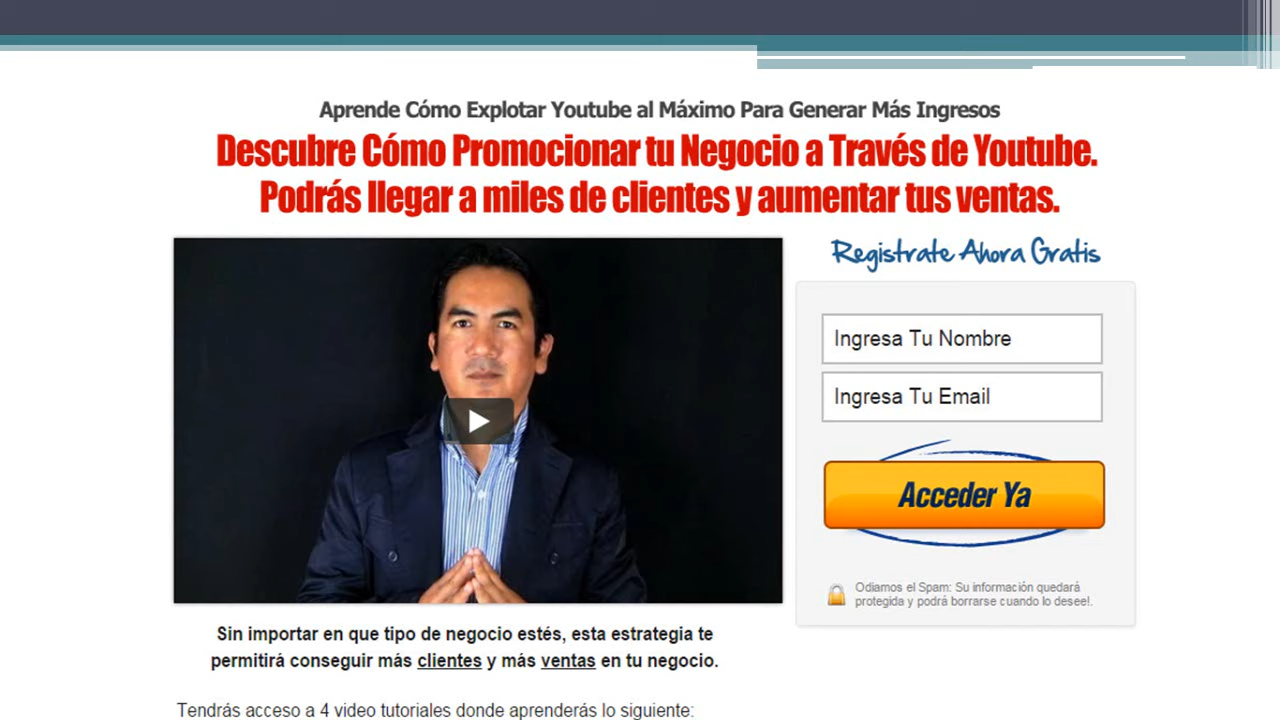 Aprende Cómo Explotar Youtube al Máximo Para Generar Más Ingresos
Descubre Cómo Promocionar tu Negocio a Través de Youtube.
Podrás llegar a miles de clientes y aumentar tus ventas.
Registrate Ahora Gratis
Ingresa Tu Nombre
Ingresa Tu Email
Acceder Ya
Odiamos el Spam: Su información quedará
protegida y podrá borrarse cuando lo desee!.
Sin importar en que tipo de negocio estés, esta estrategia te
permitirá conseguir más clientes y más ventas en tu negocio.
Tendrás acceso a 4 video tutoriales donde aprenderás lo siguiente: